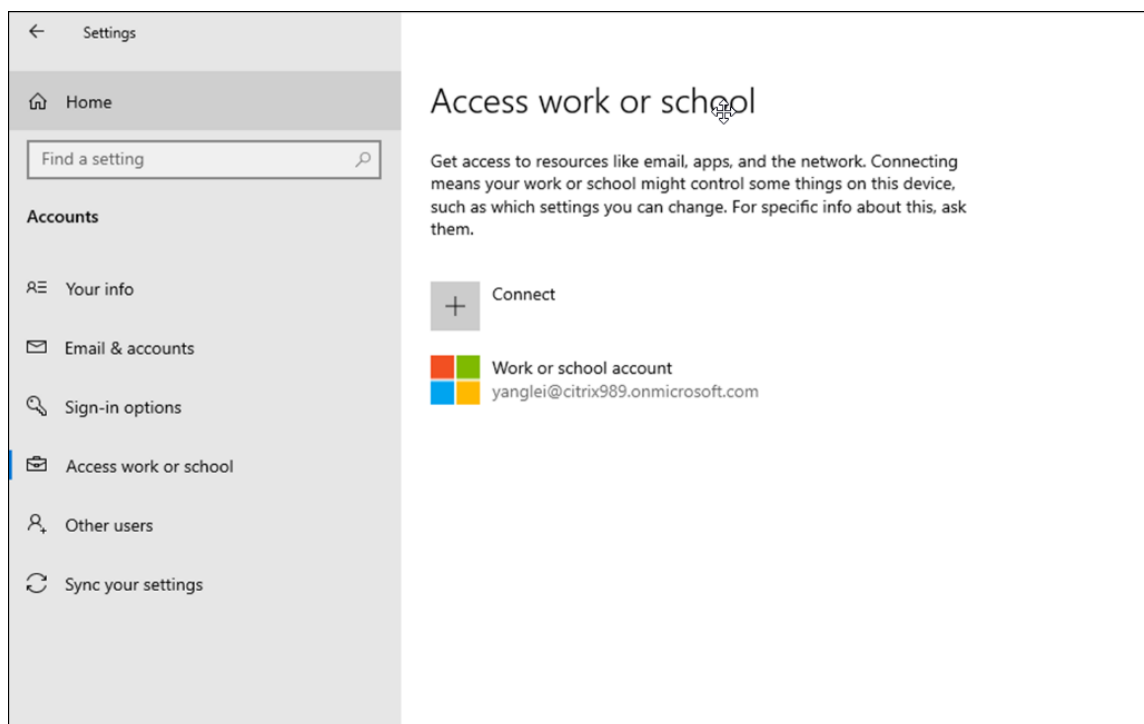 Settings
Home
Find a setting
Accounts
Your info
Email & accounts
Sign-in options
Access work or school
Other users
Sync your settings
Access work or school
Get access to resources like email, apps, and the network. Connecting
means your work or school might control some things on this device,
such as which settings you can change. For specific info about this, ask
them.
Connect
Work or school account
yanglei@citrix989.onmicrosoft.com